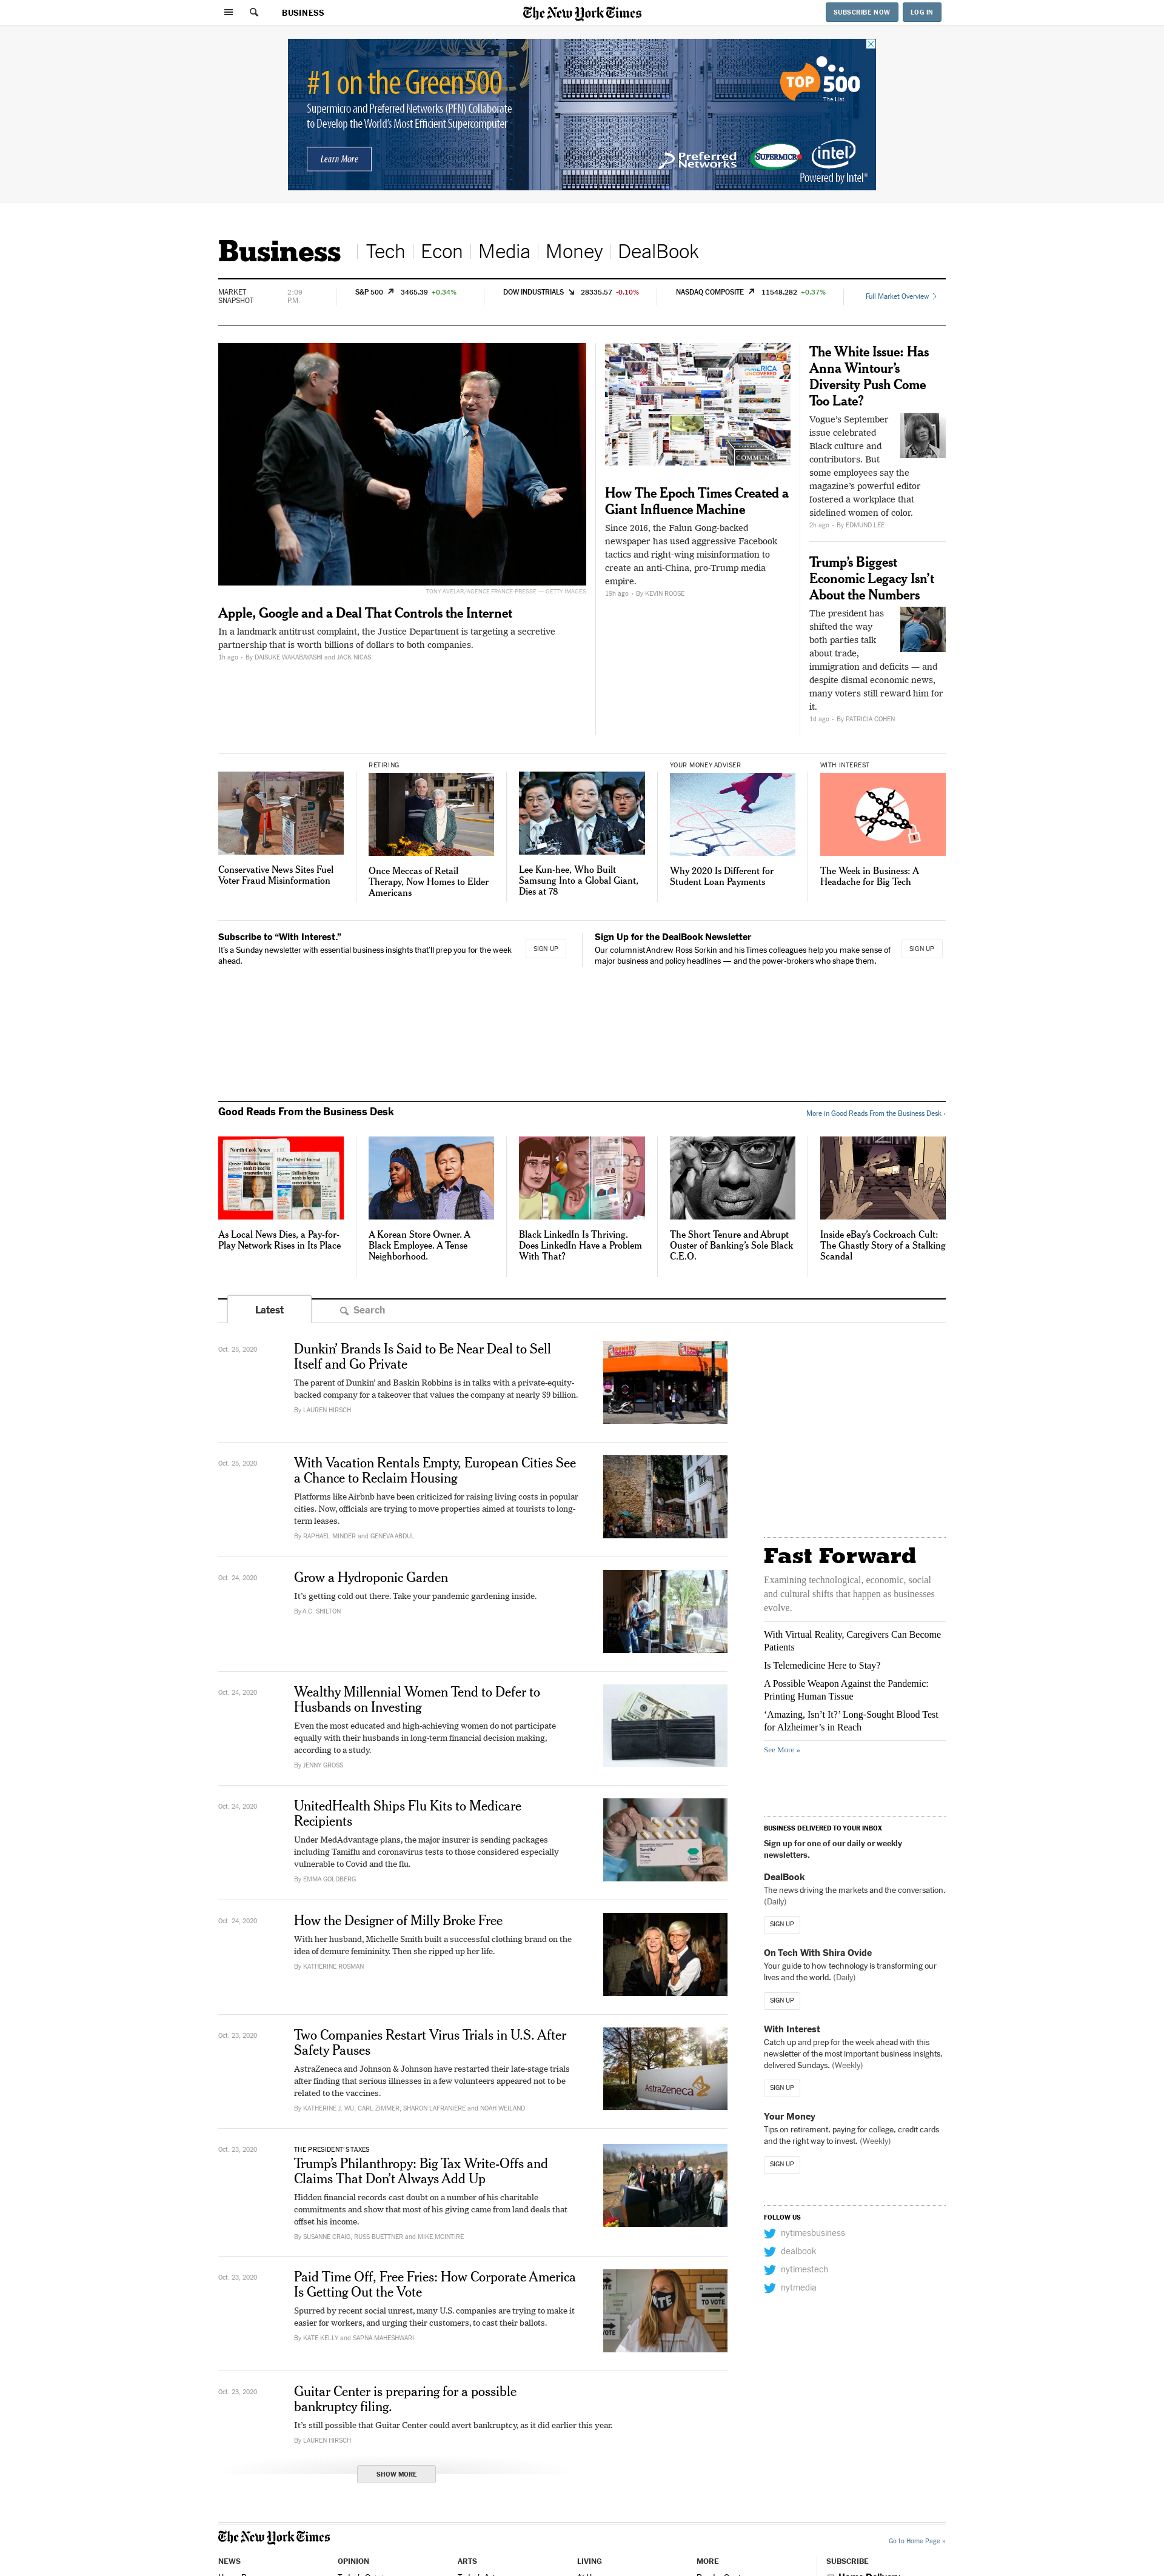 BUSINESS
The New York Times
SUBSCRIBE NOW
LOG IN
#1 on the Green500
Supermicro and Preferred Networks (PFN) Collaborate
to Develop the World's Most Efficient Supercomputer
Learn More
TOP 500
The List.
Preferred Networks
SUPERMICRO
intel
Powered by Intel®
Business
Tech
Econ
Media
Money
DealBook
MARKET SNAPSHOT
2:09 P.M.
S&P 500 3465.39 +0.34%
DOW INDUSTRIALS 28335.57 -0.10%
NASDAQ COMPOSITE 11548.282 +0.37%
Full Market Overview
TONY AVELAR/AGENCE FRANCE-PRESSE — GETTY IMAGES
Apple, Google and a Deal That Controls the Internet
In a landmark antitrust complaint, the Justice Department is targeting a secretive
partnership that is worth billions of dollars to both companies.
1h ago - By DAISUKE WAKABAYASHI and JACK NICAS
AMERICA
UNCOVERED
COMMUN
How The Epoch Times Created a
Giant Influence Machine
Since 2016, the Falun Gong-backed
newspaper has used aggressive Facebook
tactics and right-wing misinformation to
create an anti-China, pro-Trump media
empire.
19h ago - By KEVIN ROOSE
The White Issue: Has
Anna Wintour's
Diversity Push Come
Too Late?
Vogue's September
issue celebrated
Black culture and
contributors. But
some employees say the
magazine's powerful editor
fostered a workplace that
sidelined women of color.
2h ago - By EDMUND LEE
Trump's Biggest
Economic Legacy Isn't
About the Numbers
The president has
shifted the way
both parties talk
about trade,
immigration and deficits — and
despite dismal economic news,
many voters still reward him for
it.
1d ago - By PATRICIA COHEN
Conservative News Sites Fuel
Voter Fraud Misinformation
RETIRING
Once Meccas of Retail
Therapy, Now Homes to Elder
Americans
Lee Kun-hee, Who Built
Samsung Into a Global Giant,
Dies at 78
YOUR MONEY ADVISER
Why 2020 Is Different for
Student Loan Payments
WITH INTEREST
The Week in Business: A
Headache for Big Tech
Subscribe to “With Interest.”
It's a Sunday newsletter with essential business insights that'll prep you for the week
ahead.
SIGN UP
Sign Up for the DealBook Newsletter
Our columnist Andrew Ross Sorkin and his Times colleagues help you make sense of
major business and policy headlines — and the power-brokers who shape them.
SIGN UP
Good Reads From the Business Desk
More in Good Reads From the Business Desk ›
North Cook News
DuPage Policy Journal
As Local News Dies, a Pay-for-
Play Network Rises in Its Place
A Korean Store Owner. A
Black Employee. A Tense
Neighborhood.
Black LinkedIn Is Thriving.
Does LinkedIn Have a Problem
With That?
The Short Tenure and Abrupt
Ouster of Banking's Sole Black
C.E.O.
Inside eBay's Cockroach Cult:
The Ghastly Story of a Stalking
Scandal
Latest
Search
Oct. 25, 2020
Dunkin' Brands Is Said to Be Near Deal to Sell
Itself and Go Private
The parent of Dunkin' and Baskin Robbins is in talks with a private-equity-
backed company for a takeover that values the company at nearly $9 billion.
By LAUREN HIRSCH
Oct. 25, 2020
With Vacation Rentals Empty, European Cities See
a Chance to Reclaim Housing
Platforms like Airbnb have been criticized for raising living costs in popular
cities. Now, officials are trying to move properties aimed at tourists to long-
term leases.
By RAPHAEL MINDER and GENEVA ABDUL
Oct. 24, 2020
Grow a Hydroponic Garden
It's getting cold out there. Take your pandemic gardening inside.
By A.C. SHILTON
Oct. 24, 2020
Wealthy Millennial Women Tend to Defer to
Husbands on Investing
Even the most educated and high-achieving women do not participate
equally with their husbands in long-term financial decision making,
according to a study.
By JENNY GROSS
Oct. 24, 2020
UnitedHealth Ships Flu Kits to Medicare
Recipients
Under MedAdvantage plans, the major insurer is sending packages
including Tamiflu and coronavirus tests to those considered especially
vulnerable to Covid and the flu.
By EMMA GOLDBERG
Tamiflu
Oct. 24, 2020
How the Designer of Milly Broke Free
With her husband, Michelle Smith built a successful clothing brand on the
idea of demure femininity. Then she ripped up her life.
By KATHERINE ROSMAN
Oct. 23, 2020
Two Companies Restart Virus Trials in U.S. After
Safety Pauses
AstraZeneca and Johnson & Johnson have restarted their late-stage trials
after finding that serious illnesses in a few volunteers appeared not to be
related to the vaccines.
By KATHERINE J. WU, CARL ZIMMER, SHARON LAFRANIERE and NOAH WEILAND
AstraZeneca
Oct. 23, 2020
THE PRESIDENT'S TAXES
Trump's Philanthropy: Big Tax Write-Offs and
Claims That Don't Always Add Up
Hidden financial records cast doubt on a number of his charitable
commitments and show that most of his giving came from land deals that
offset his income.
By SUSANNE CRAIG, RUSS BUETTNER and MIKE MCINTIRE
Oct. 23, 2020
Paid Time Off, Free Fries: How Corporate America
Is Getting Out the Vote
Spurred by recent social unrest, many U.S. companies are trying to make it
easier for workers, and urging their customers, to cast their ballots.
By KATE KELLY and SAPNA MAHESHWARI
TO VOTE
Oct. 23, 2020
Guitar Center is preparing for a possible
bankruptcy filing.
It's still possible that Guitar Center could avert bankruptcy, as it did earlier this year.
By LAUREN HIRSCH
SHOW MORE
Fast Forward
Examining technological, economic, social
and cultural shifts that happen as businesses
evolve.
With Virtual Reality, Caregivers Can Become
Patients
Is Telemedicine Here to Stay?
A Possible Weapon Against the Pandemic:
Printing Human Tissue
‘Amazing, Isn't It?’ Long-Sought Blood Test
for Alzheimer's in Reach
See More »
BUSINESS DELIVERED TO YOUR INBOX
Sign up for one of our daily or weekly
newsletters.
DealBook
The news driving the markets and the conversation.
(Daily)
SIGN UP
On Tech With Shira Ovide
Your guide to how technology is transforming our
lives and the world. (Daily)
SIGN UP
With Interest
Catch up and prep for the week ahead with this
newsletter of the most important business insights,
delivered Sundays. (Weekly)
SIGN UP
Your Money
Tips on retirement, paying for college, credit cards
and the right way to invest. (Weekly)
SIGN UP
FOLLOW US
nytimesbusiness
dealbook
nytimestech
nytmedia
The New York Times
Go to Home Page »
NEWS
OPINION
ARTS
LIVING
MORE
SUBSCRIBE